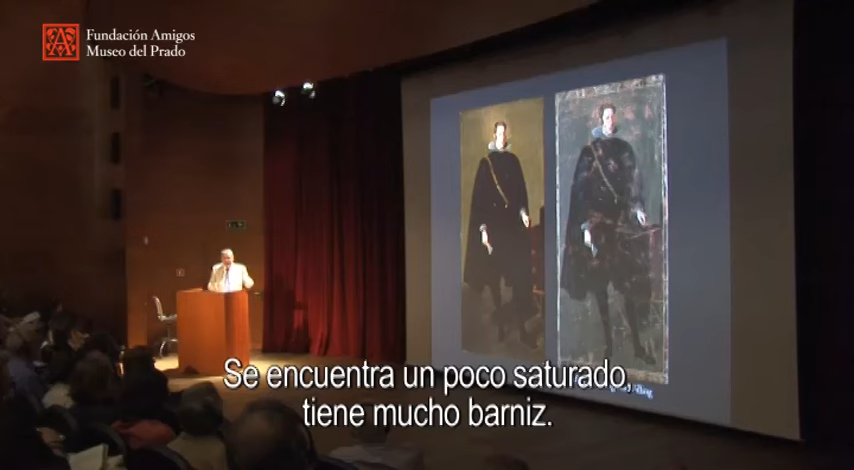 Fundación Amigos
Museo del Prado
Se encuentra un poco saturado,
tiene mucho barniz.